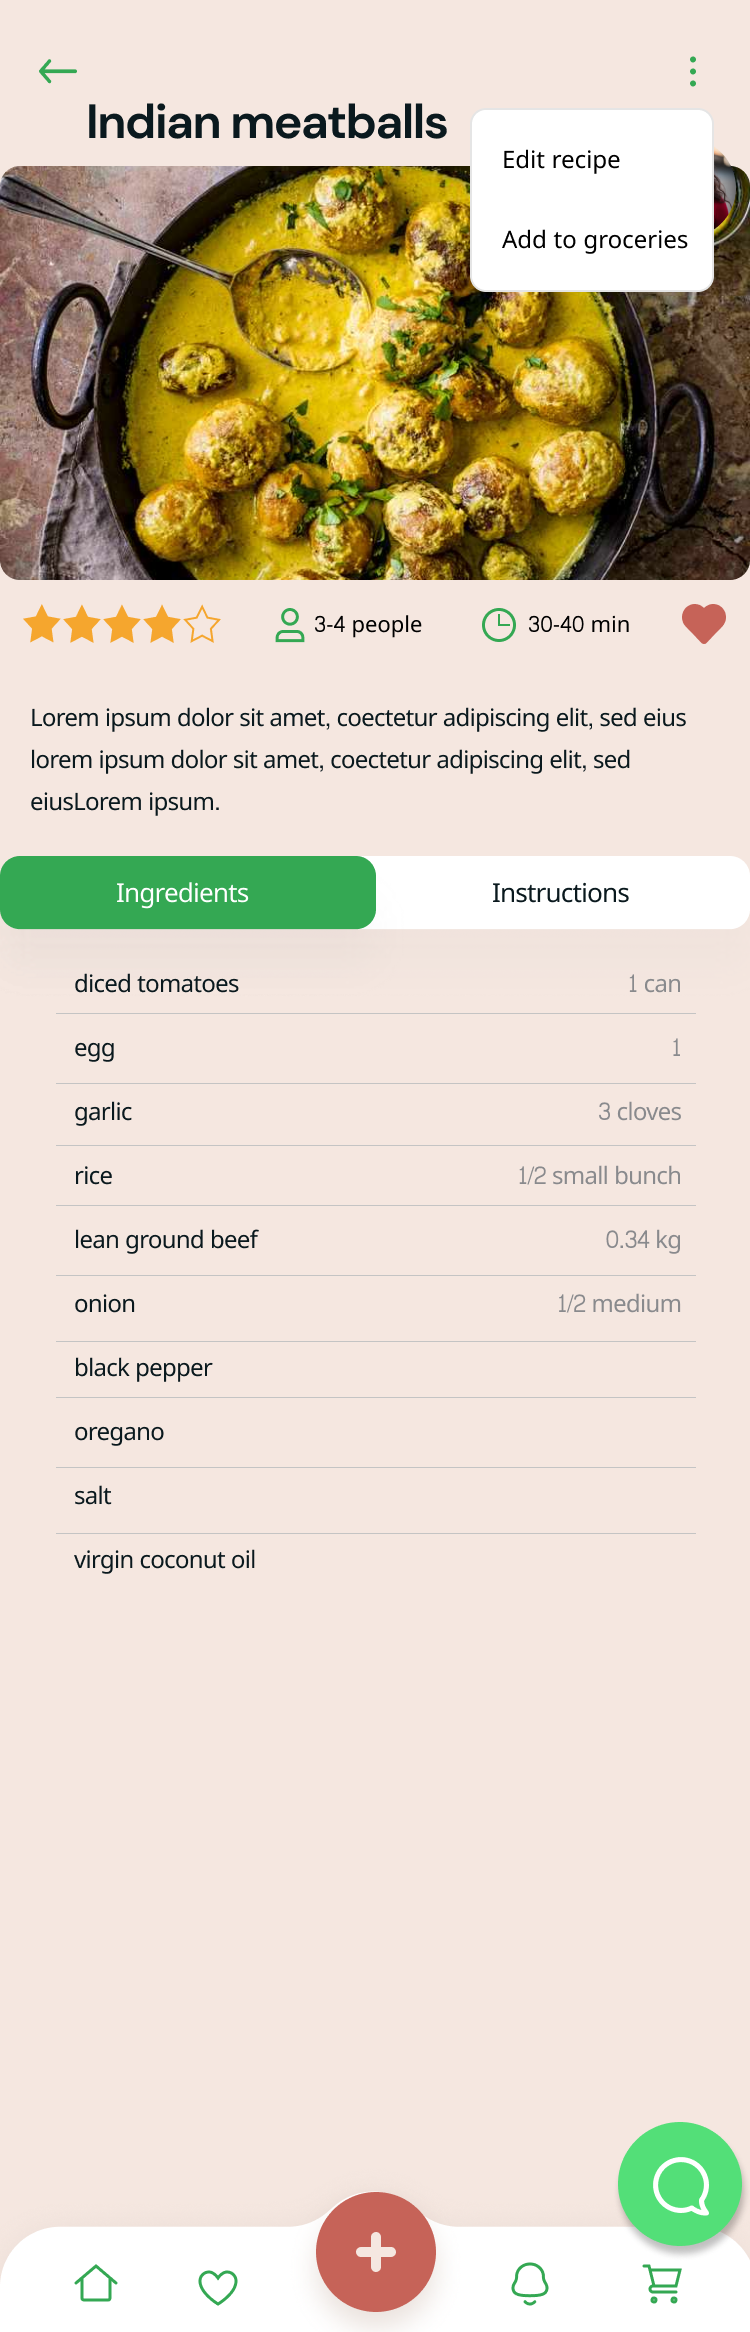 Indian meatballs
Edit recipe
Add to groceries
3-4 people
30-40 min
Lorem ipsum dolor sit amet, coectetur adipiscing elit, sed eius
lorem ipsum dolor sit amet, coectetur adipiscing elit, sed
eiusLorem ipsum.
Ingredients
Instructions
diced tomatoes 1 can
egg 1
garlic 3 cloves
rice 1/2 small bunch
lean ground beef 0.34 kg
onion 1/2 medium
black pepper
oregano
salt
virgin coconut oil